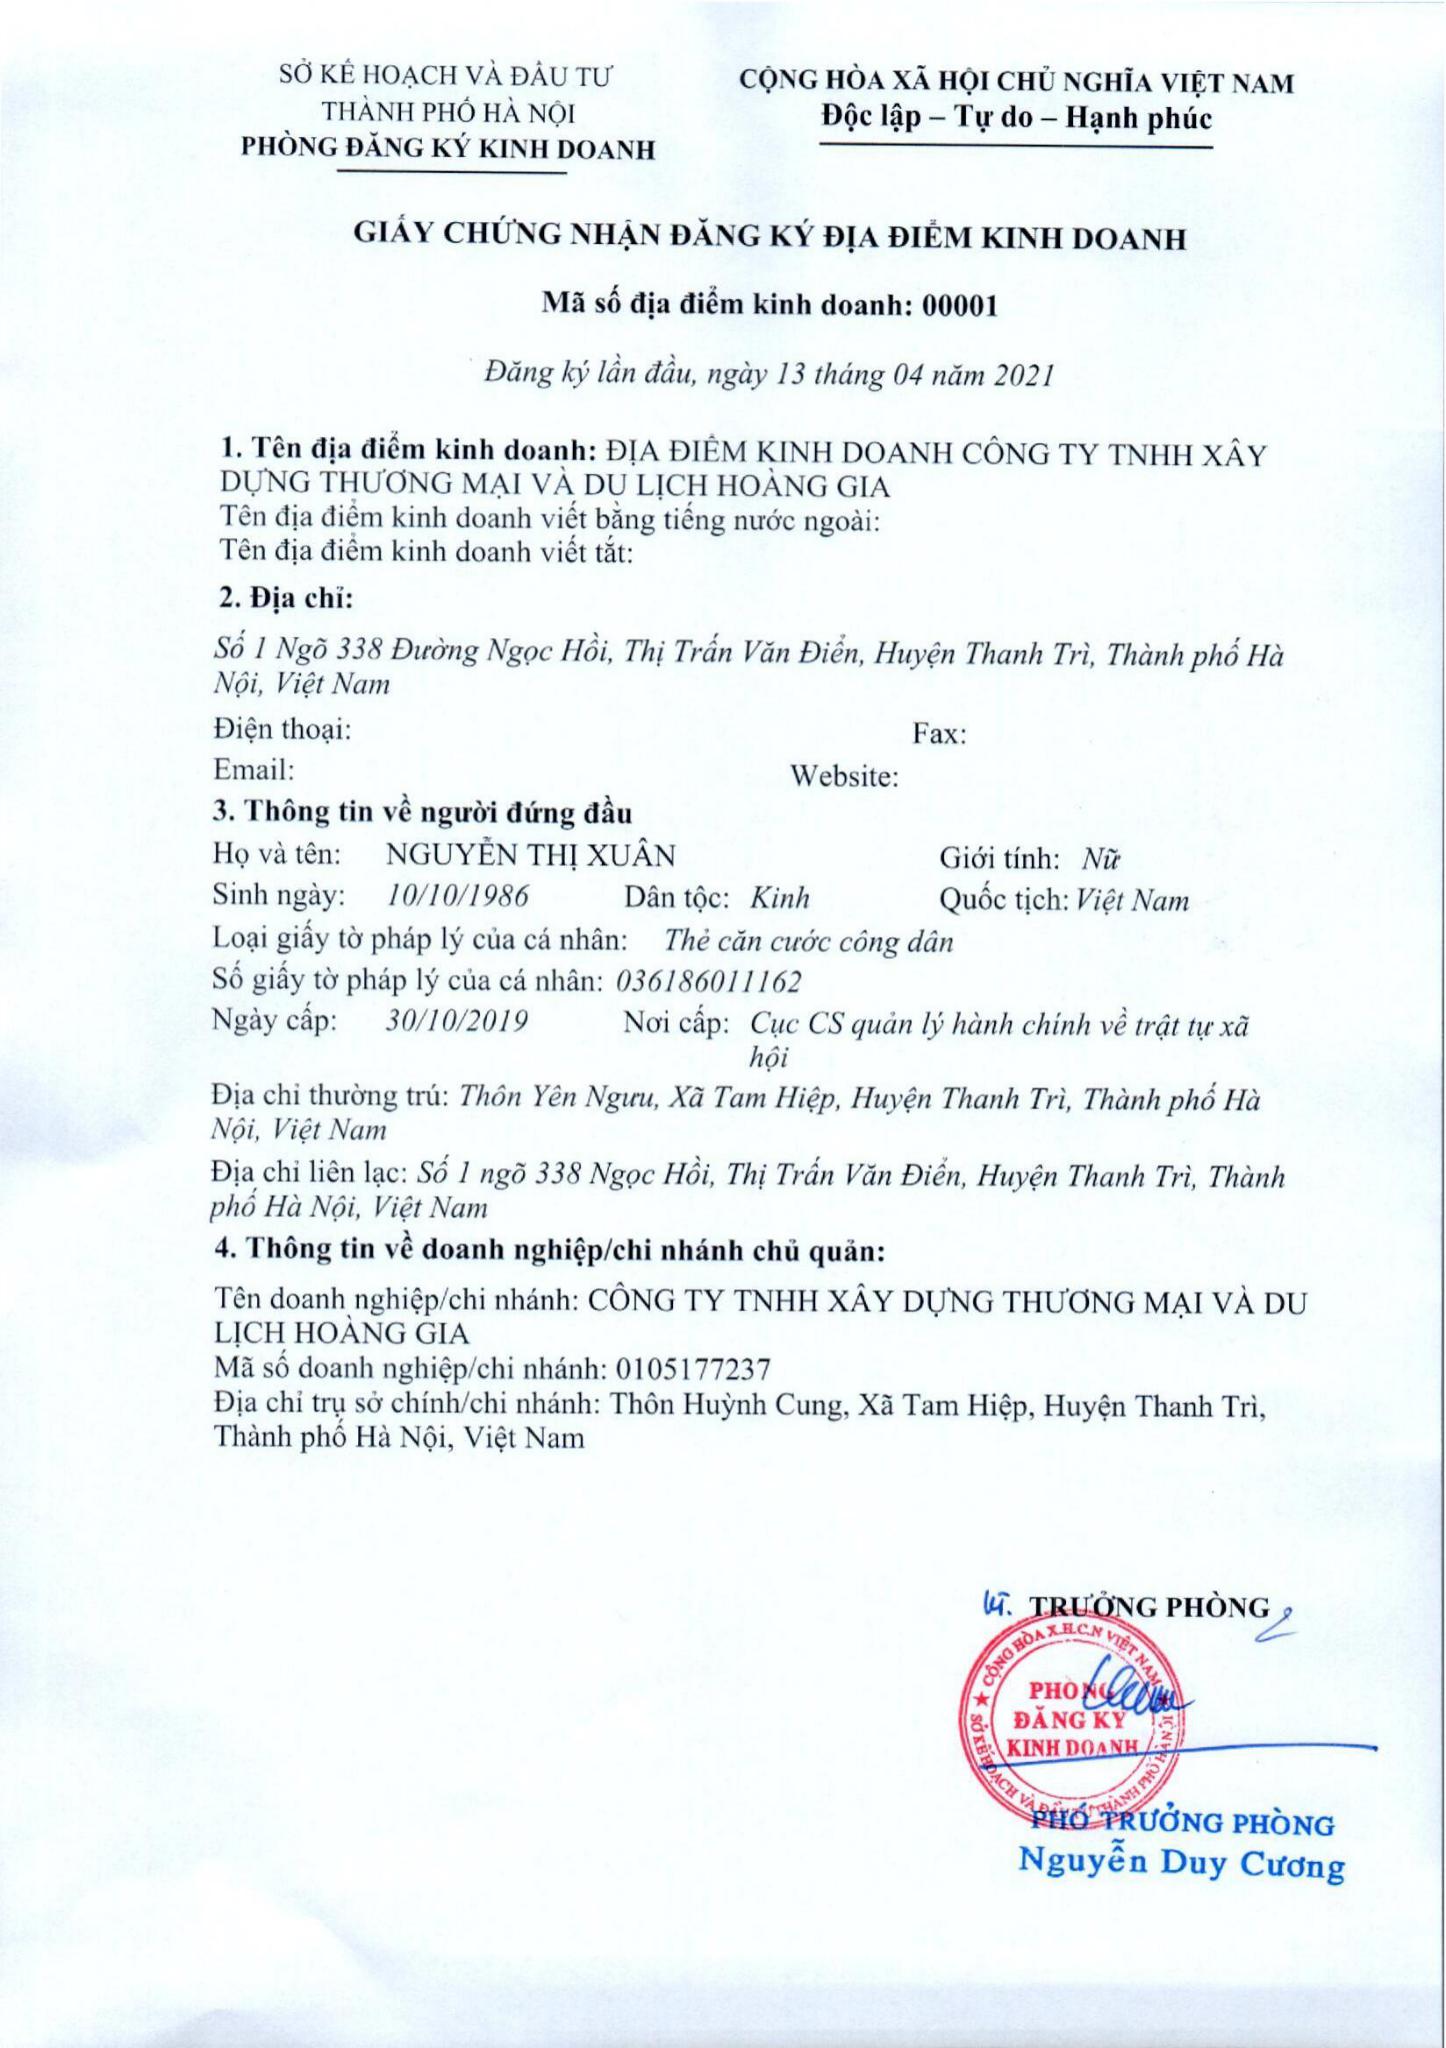 SỞ KẾ HOẠCH VÀ ĐẦU TƯ
THÀNH PHỐ HÀ NỘI
PHÒNG ĐĂNG KÝ KINH DOANH
CỘNG HÒA XÃ HỘI CHỦ NGHĨA VIỆT NAM
Độc lập – Tự do – Hạnh phúc
GIẤY CHỨNG NHẬN ĐĂNG KÝ ĐỊA ĐIỂM KINH DOANH
Mã số địa điểm kinh doanh: 00001
Đăng ký lần đầu, ngày 13 tháng 04 năm 2021
1. Tên địa điểm kinh doanh: ĐỊA ĐIỂM KINH DOANH CÔNG TY TNHH XÂY
DỰNG THƯƠNG MẠI VÀ DU LỊCH HOÀNG GIA
Tên địa điểm kinh doanh viết bằng tiếng nước ngoài:
Tên địa điểm kinh doanh viết tắt:
2. Địa chỉ:
Số 1 Ngõ 338 Đường Ngọc Hồi, Thị Trấn Văn Điển, Huyện Thanh Trì, Thành phố Hà
Nội, Việt Nam
Điện thoại: Fax:
Email: Website:
3. Thông tin về người đứng đầu
Họ và tên: NGUYỄN THỊ XUÂN Giới tính: Nữ
Sinh ngày: 10/10/1986 Dân tộc: Kinh Quốc tịch: Việt Nam
Loại giấy tờ pháp lý của cá nhân: Thẻ căn cước công dân
Số giấy tờ pháp lý của cá nhân: 036186011162
Ngày cấp: 30/10/2019 Nơi cấp: Cục CS quản lý hành chính về trật tự xã
hội
Địa chỉ thường trú: Thôn Yên Ngưu, Xã Tam Hiệp, Huyện Thanh Trì, Thành phố Hà
Nội, Việt Nam
Địa chỉ liên lạc: Số 1 ngõ 338 Ngọc Hồi, Thị Trấn Văn Điển, Huyện Thanh Trì, Thành
phố Hà Nội, Việt Nam
4. Thông tin về doanh nghiệp/chi nhánh chủ quản:
Tên doanh nghiệp/chi nhánh: CÔNG TY TNHH XÂY DỰNG THƯƠNG MẠI VÀ DU
LỊCH HOÀNG GIA
Mã số doanh nghiệp/chi nhánh: 0105177237
Địa chỉ trụ sở chính/chi nhánh: Thôn Huỳnh Cung, Xã Tam Hiệp, Huyện Thanh Trì,
Thành phố Hà Nội, Việt Nam
KT. TRƯỞNG PHÒNG
CỘNG HÒA X.H.C.N VIỆT NAM
PHÒNG
ĐĂNG KÝ
KINH DOANH
SỞ KẾ HOẠCH VÀ ĐẦU TƯ THÀNH PHỐ HÀ NỘI
PHÓ TRƯỞNG PHÒNG
Nguyễn Duy Cương